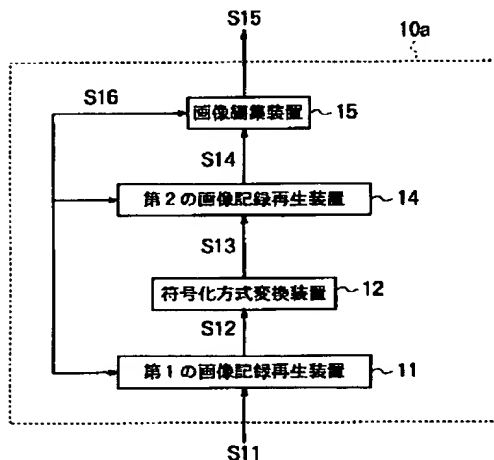 S15
10a
S16
画像編集装置
15
S14
第2の画像記録再生装置
14
S13
符号化方式変換装置
12
S12
第1の画像記録再生装置
11
S11